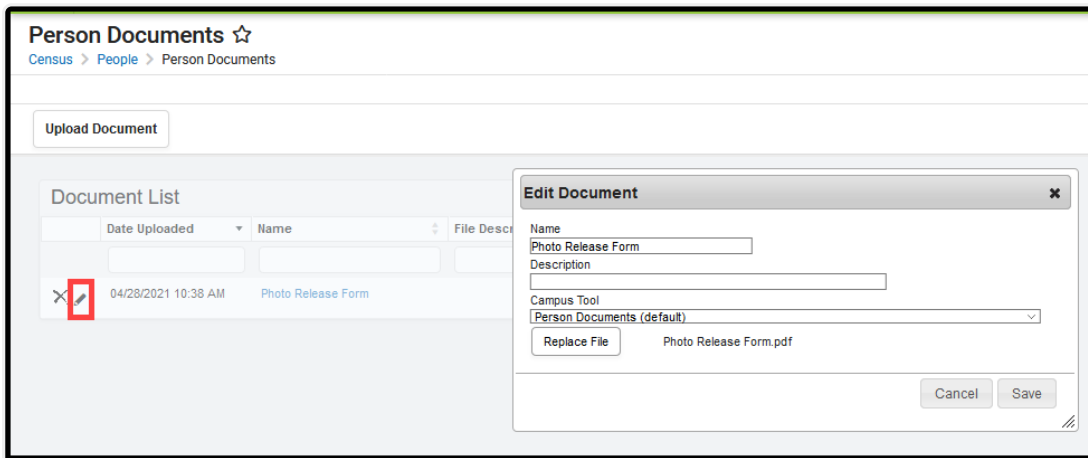 Person Documents
Census > People > Person Documents
Upload Document
Document List
Date Uploaded Name File Descr
04/28/2021 10:38 AM Photo Release Form
Edit Document
Name
Photo Release Form
Description
Campus Tool
Person Documents (default)
Replace File Photo Release Form.pdf
Cancel Save